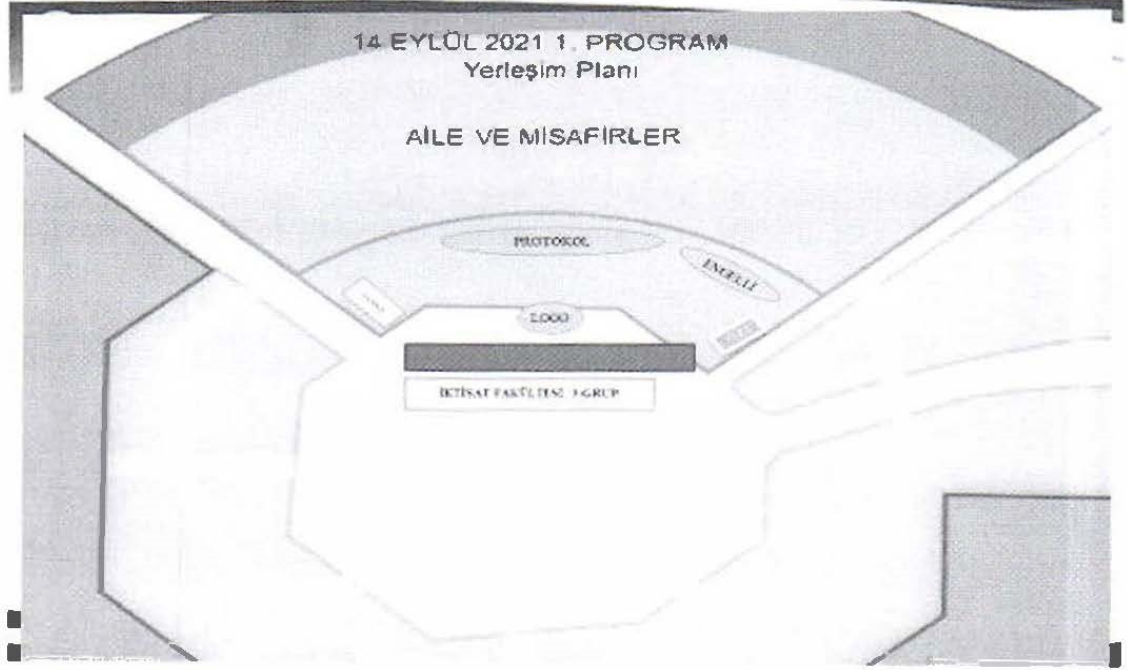 14 EYLÜL 2021 1. PROGRAM
Yerleşim Planı
AİLE VE MİSAFİRLER
PROTOKOL
ENGELLİ
LOGO
İKTİSAT FAKÜLTESİ GRUP